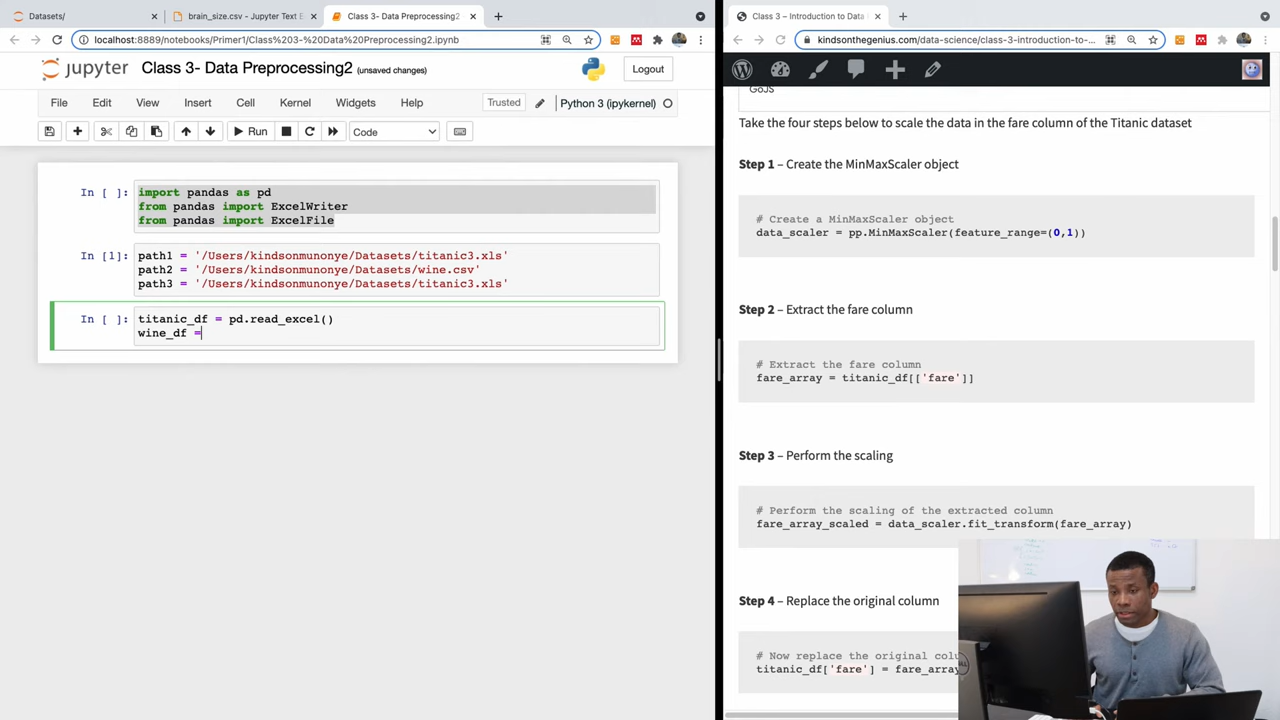 Datasets/
brain_size.csv - Jupyter Text E
Class 3- Data Preprocessing2
localhost:8889/notebooks/Primer1/Class%203-%20Data%20Preprocessing2.ipynb
jupyter
Class 3- Data Preprocessing2
(unsaved changes)
Logout
File
Edit
View
Insert
Cell
Kernel
Widgets
Help
Trusted
Python 3 (ipykernel)
Run
Code
In [ ]:
import pandas as pd
from pandas import ExcelWriter
from pandas import ExcelFile
In [1]:
path1 = '/Users/kindsonmunonye/Datasets/titanic3.xls'
path2 = '/Users/kindsonmunonye/Datasets/wine.csv'
path3 = '/Users/kindsonmunonye/Datasets/titanic3.xls'
In [ ]:
titanic_df = pd.read_excel()
wine_df =
Class 3 – Introduction to Data
kindsonthegenius.com/data-science/class-3-introduction-to-...
GoJS
Take the four steps below to scale the data in the fare column of the Titanic dataset
Step 1 – Create the MinMaxScaler object
# Create a MinMaxScaler object
data_scaler = pp.MinMaxScaler(feature_range=(0,1))
Step 2 – Extract the fare column
# Extract the fare column
fare_array = titanic_df[['fare']]
Step 3 – Perform the scaling
# Perform the scaling of the extracted column
fare_array_scaled = data_scaler.fit_transform(fare_array)
Step 4 – Replace the original column
# Now replace the original colu
titanic_df['fare'] = fare_array